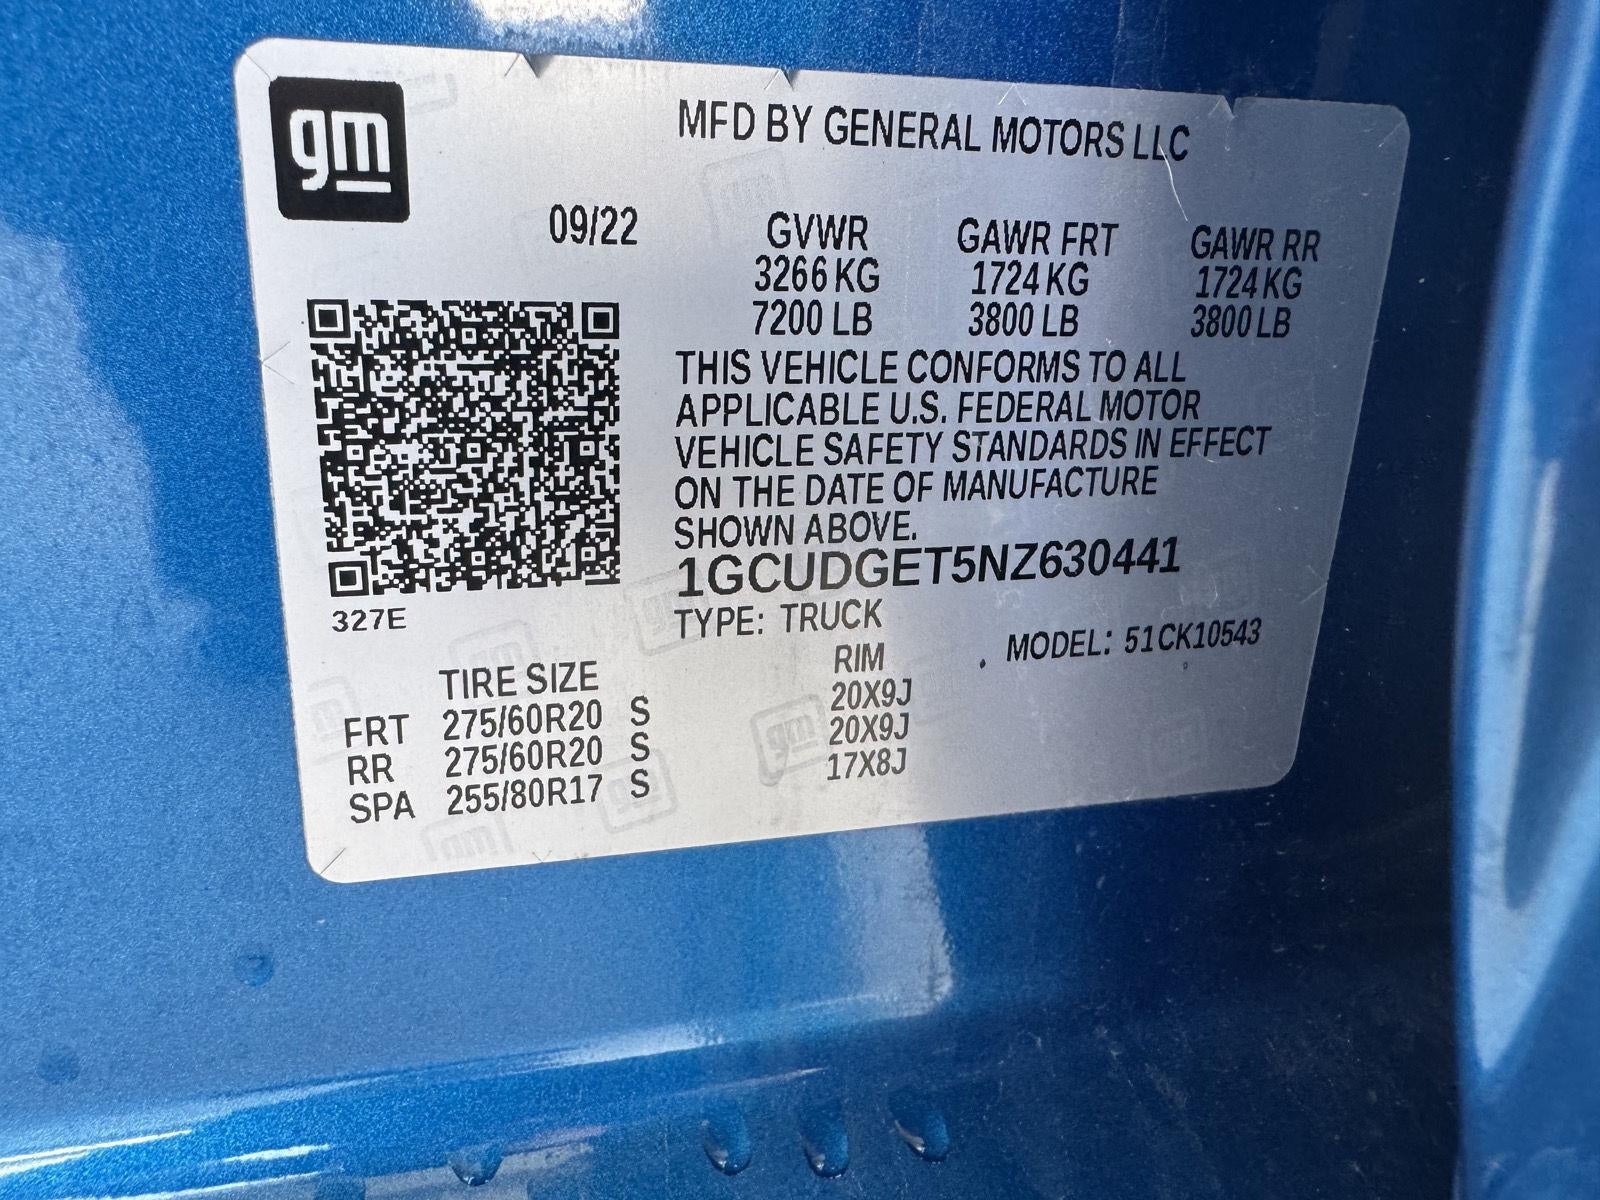 gm
MFD BY GENERAL MOTORS LLC
09/22 GVWR GAWR FRT GAWR RR
3266 KG 1724 KG 1724 KG
7200 LB 3800 LB 3800 LB
THIS VEHICLE CONFORMS TO ALL
APPLICABLE U.S. FEDERAL MOTOR
VEHICLE SAFETY STANDARDS IN EFFECT
ON THE DATE OF MANUFACTURE
SHOWN ABOVE.
1GCUDGET5NZ630441
327E
TYPE: TRUCK MODEL: 51CK10543
TIRE SIZE RIM
FRT 275/60R20 S 20X9J
RR 275/60R20 S 20X9J
SPA 255/80R17 S 17X8J